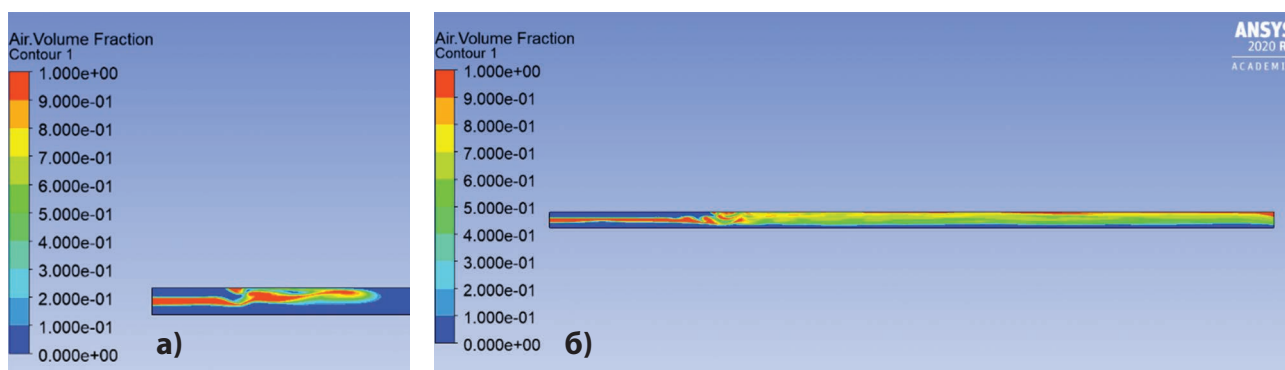 Air.Volume Fraction
Contour 1
1.000e+00
9.000e-01
8.000e-01
7.000e-01
6.000e-01
5.000e-01
4.000e-01
3.000e-01
2.000e-01
1.000e-01
0.000e+00
а)
Air.Volume Fraction
Contour 1
1.000e+00
9.000e-01
8.000e-01
7.000e-01
6.000e-01
5.000e-01
4.000e-01
3.000e-01
2.000e-01
1.000e-01
0.000e+00
б)
ANSYS
2020 R
ACADEMI